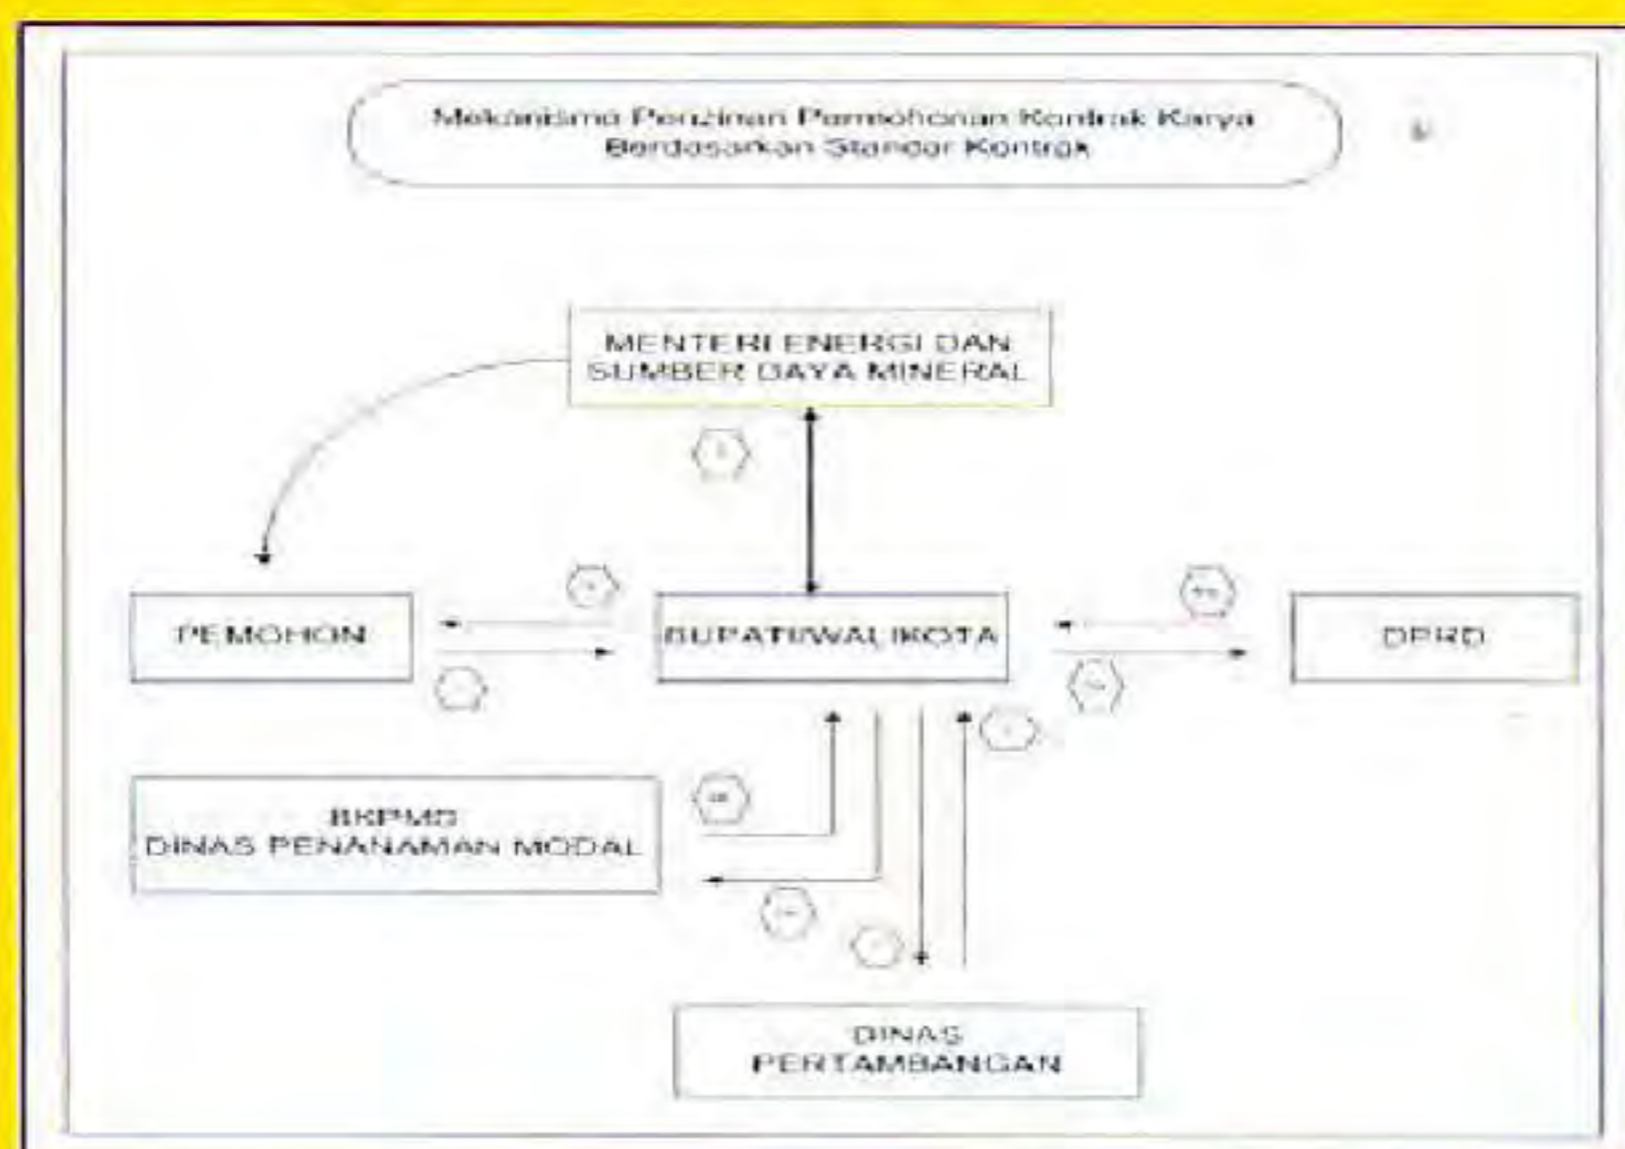 Mekanisme Perizinan Permohonan Kontrak Karya
Berdasarkan Standar Kontrak
MENTERI ENERGI DAN
SUMBER DAYA MINERAL
PEMOHON
BUPATI/WALIKOTA
DPRD
BKPMD
DINAS PENANAMAN MODAL
DINAS
PERTAMBANGAN